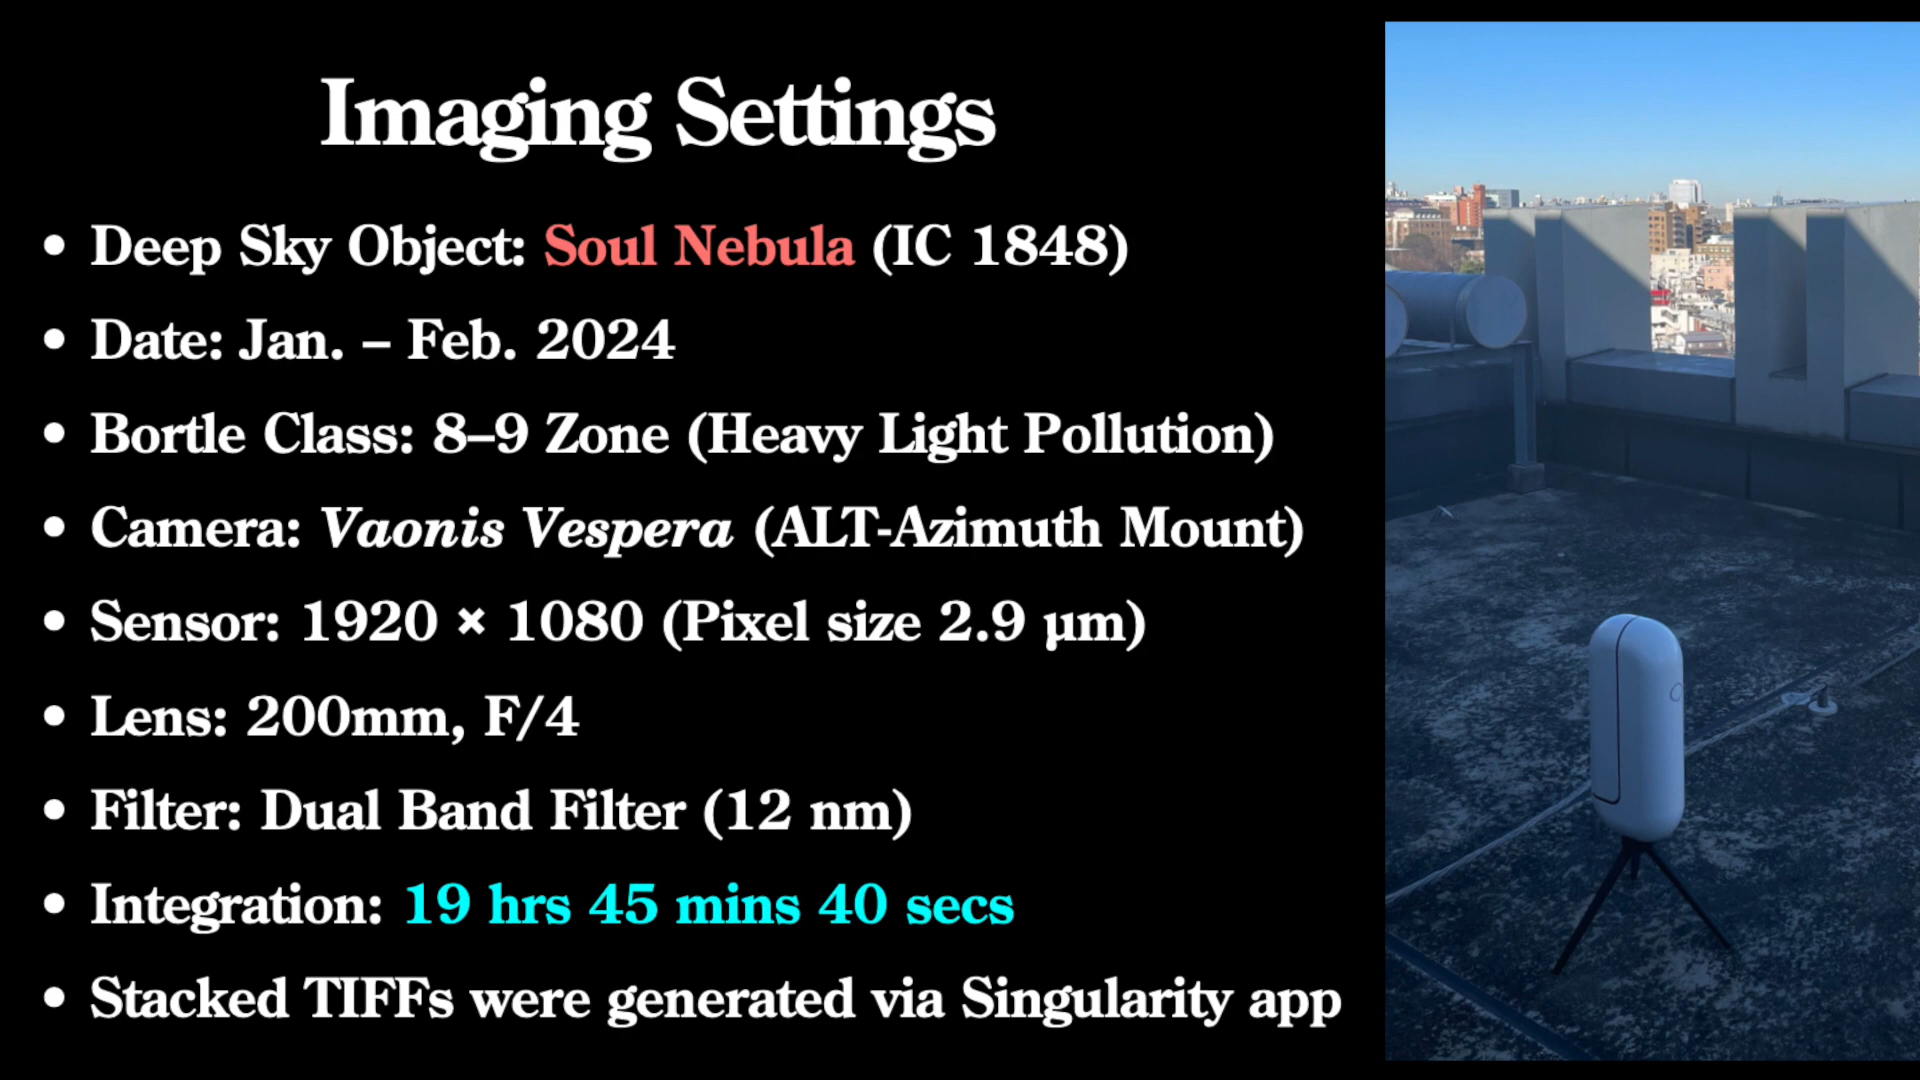 Imaging Settings
• Deep Sky Object: Soul Nebula (IC 1848)
• Date: Jan. – Feb. 2024
• Bortle Class: 8–9 Zone (Heavy Light Pollution)
• Camera: Vaonis Vespera (ALT-Azimuth Mount)
• Sensor: 1920 × 1080 (Pixel size 2.9 µm)
• Lens: 200mm, F/4
• Filter: Dual Band Filter (12 nm)
• Integration: 19 hrs 45 mins 40 secs
• Stacked TIFFs were generated via Singularity app